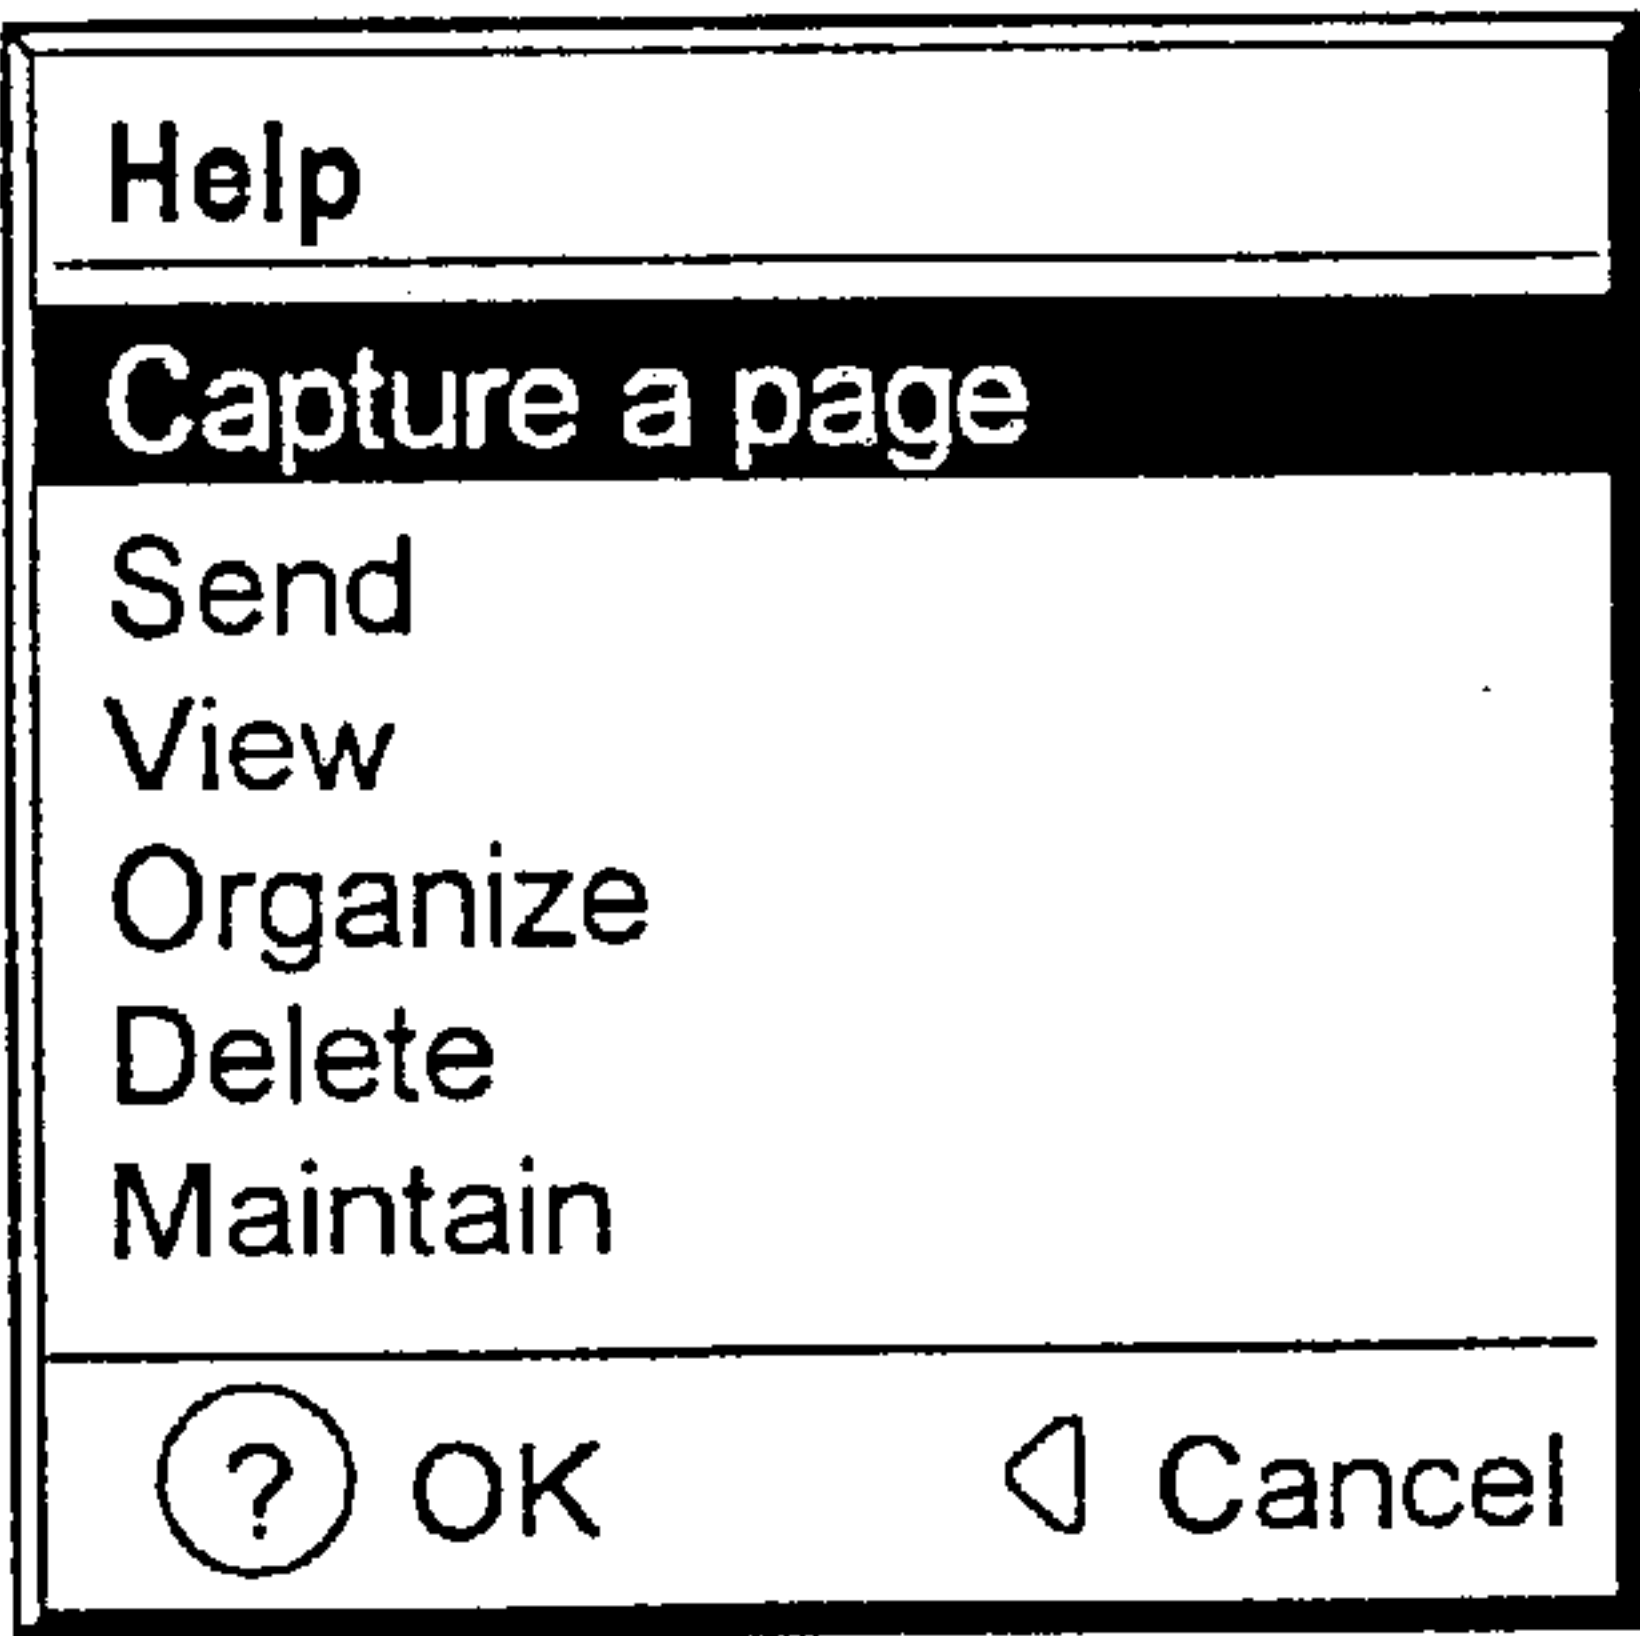 Help
Capture a page
Send
View
Organize
Delete
Maintain
? OK Cancel